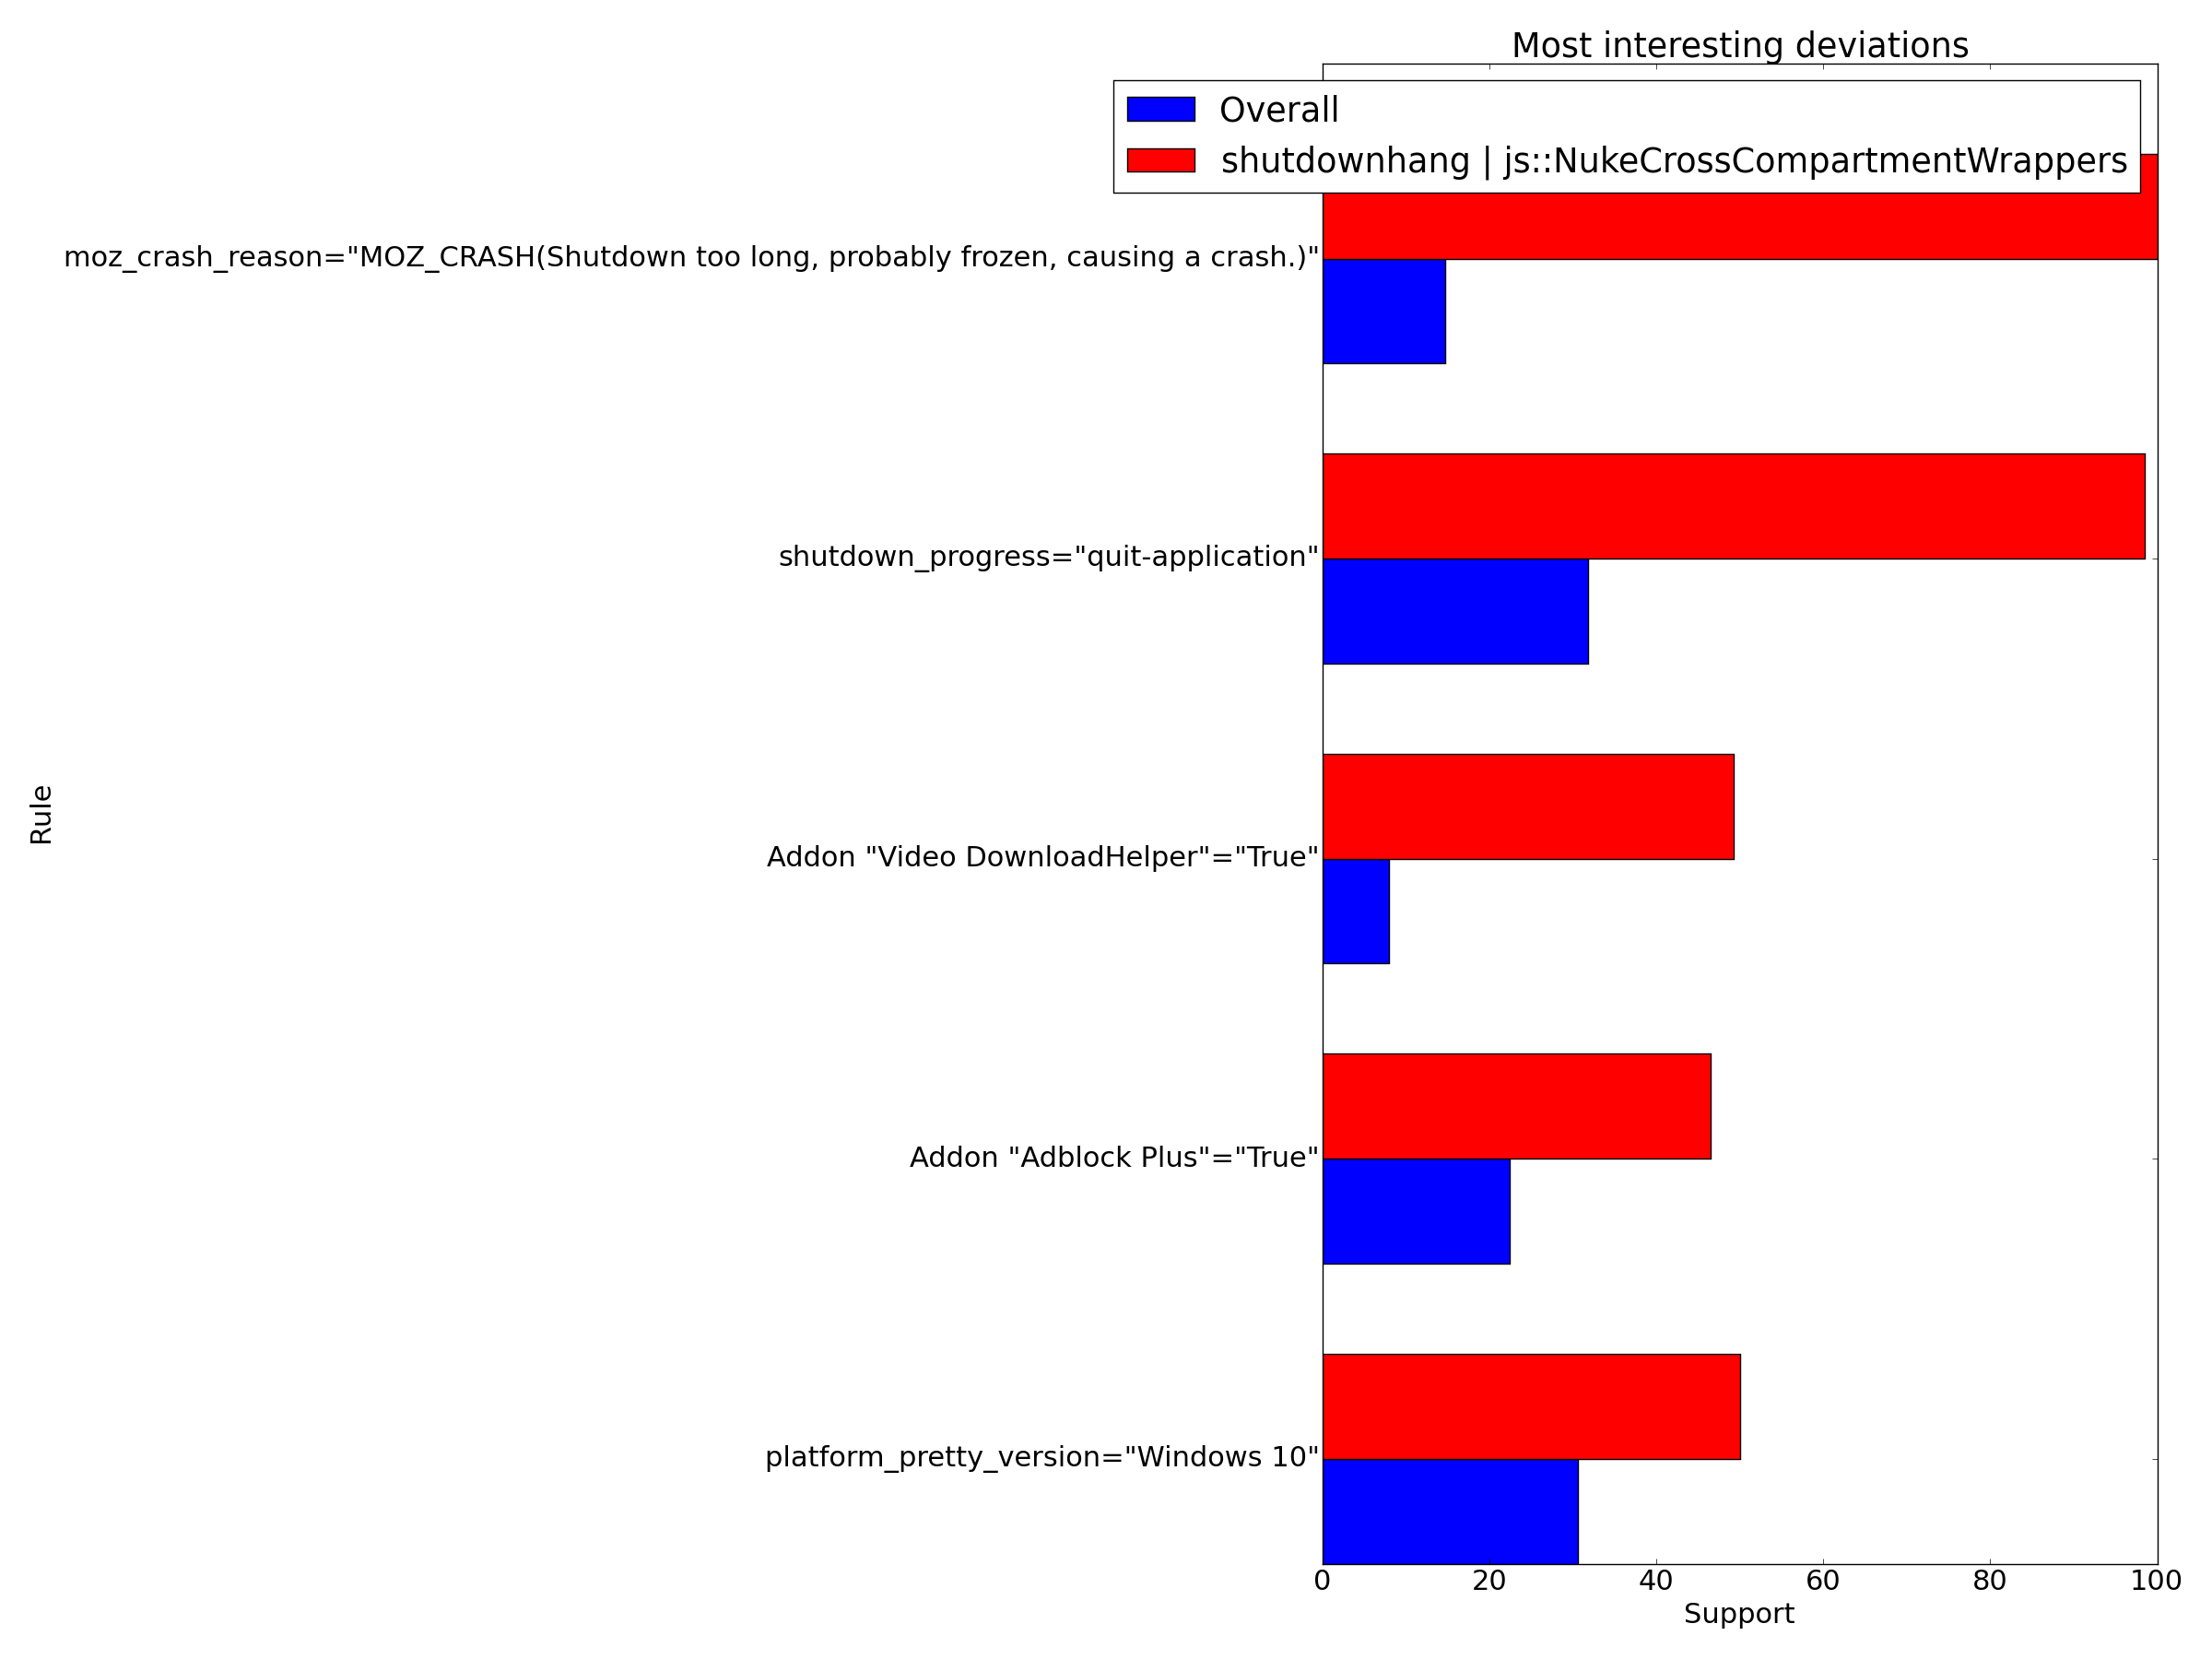 Most interesting deviations
Overall
shutdownhang | js::NukeCrossCompartmentWrappers
moz_crash_reason="MOZ_CRASH(Shutdown too long, probably frozen, causing a crash.)"
shutdown_progress="quit-application"
Addon "Video DownloadHelper"="True"
Addon "Adblock Plus"="True"
platform_pretty_version="Windows 10"
Rule
0 20 40 60 80 100
Support